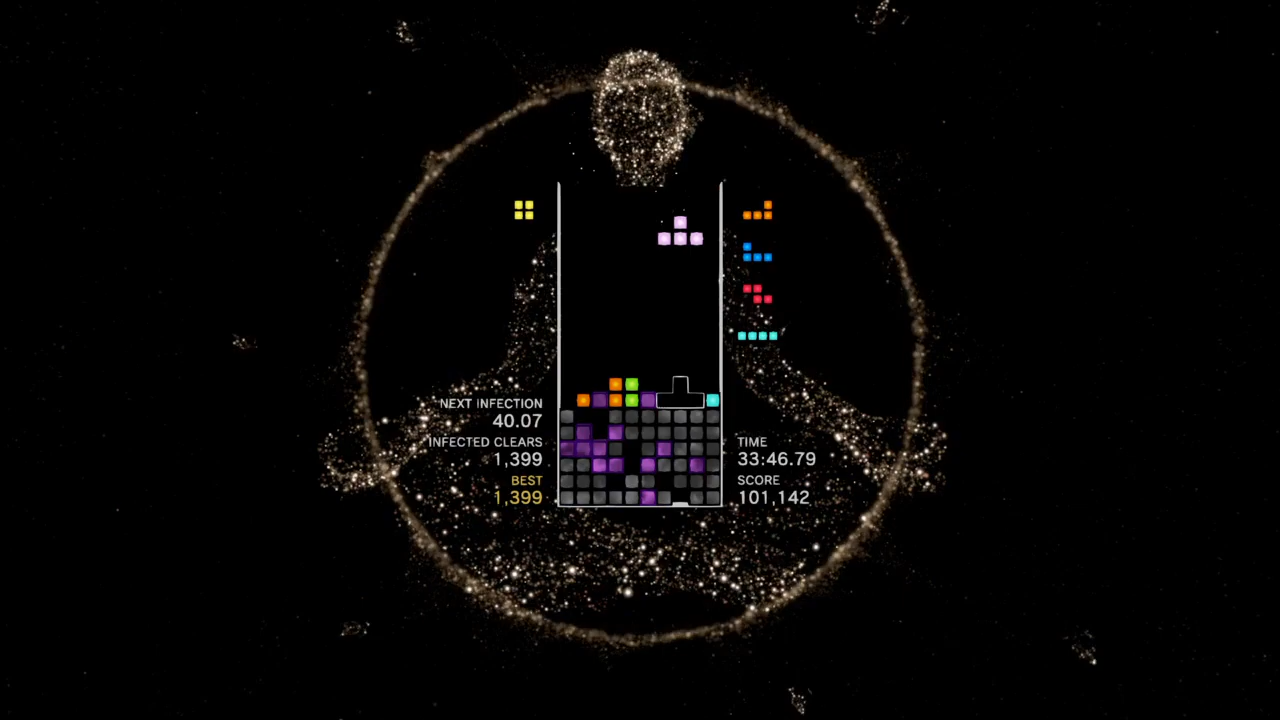 NEXT INFECTION
40.07
INFECTED CLEARS
1,399
BEST
1,399
TIME
33:46.79
SCORE
101,142